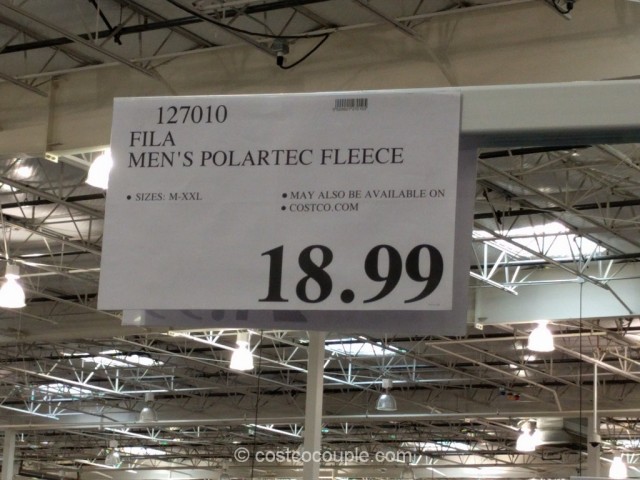 127010
FILA
MEN'S POLARTEC FLEECE
• SIZES: M-XXL
• MAY ALSO BE AVAILABLE ON
• COSTCO.COM
18.99
© costcocouple.com